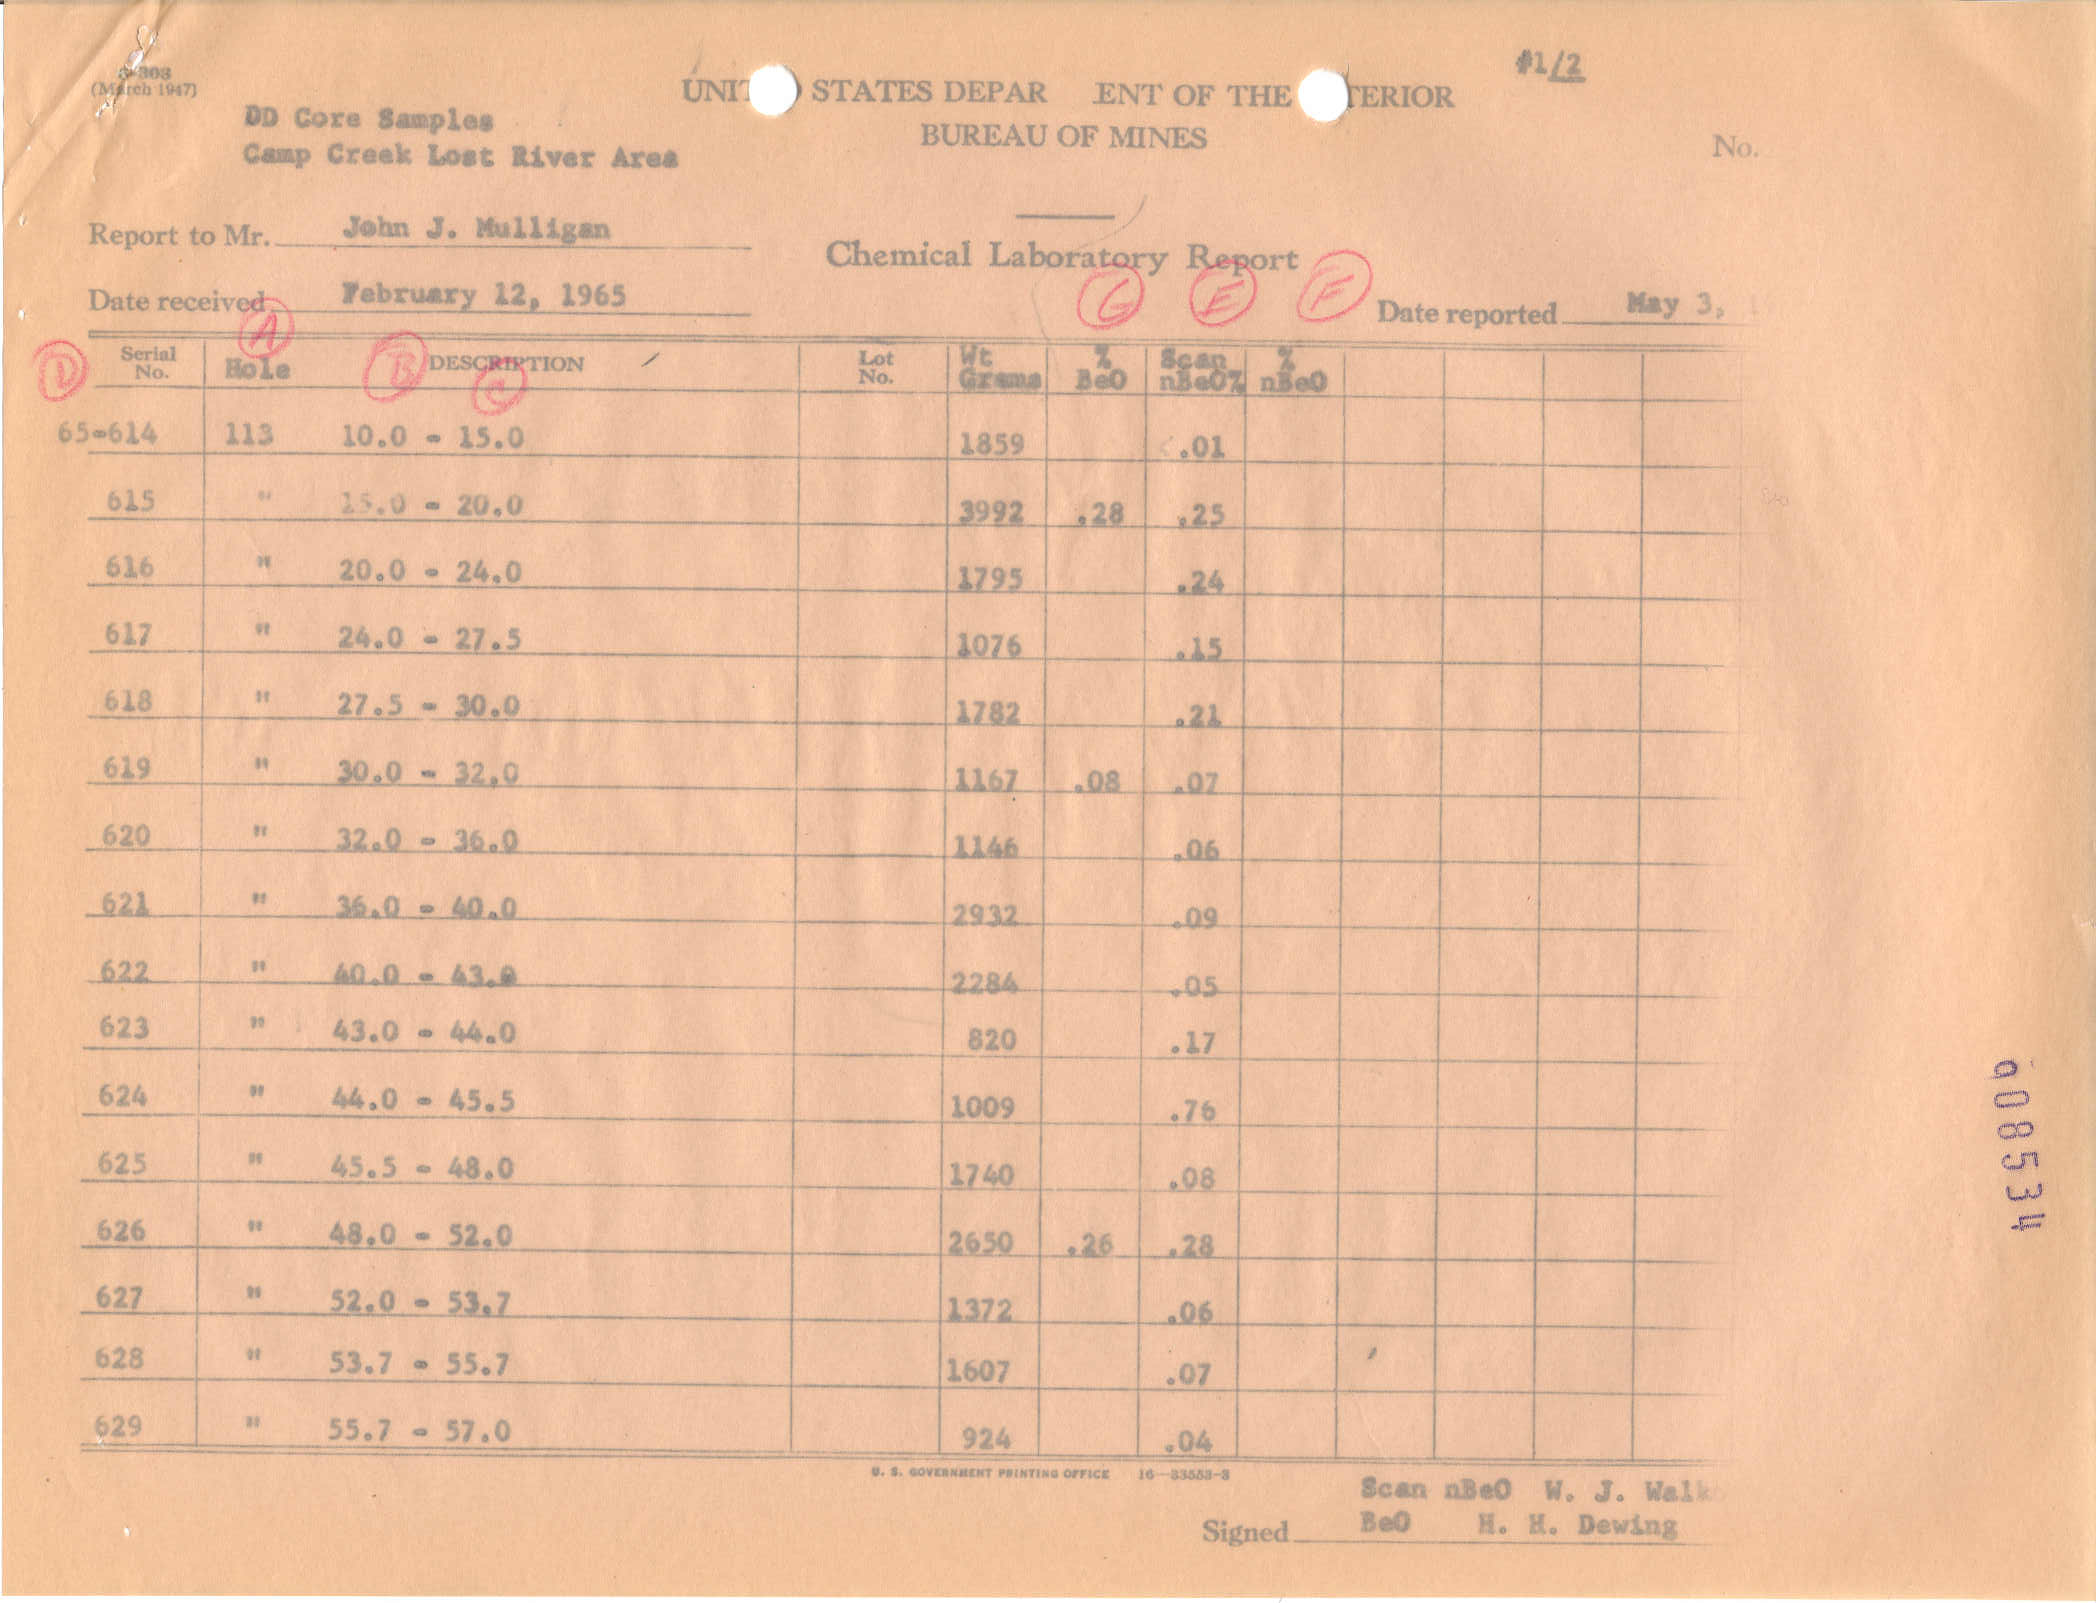 (March 1947)
#1/2
UNI STATES DEPAR ENT OF THE TERIOR
BUREAU OF MINES
No.
DD Core Samples
Camp Creek Lost River Area
Report to Mr. John J. Mulligan
Chemical Laboratory Report
Date received February 12, 1965
G E F
Date reported May 3,
A
D Serial No. Hole B DESCRIPTION C Lot No. Wt Grams % BeO Scan nBeO% % nBeO
65-614 113 10.0 - 15.0 1859 .01
615 " 15.0 - 20.0 3992 .28 .25
616 " 20.0 - 24.0 1795 .24
617 " 24.0 - 27.5 1076 .15
618 " 27.5 - 30.0 1782 .21
619 " 30.0 - 32.0 1167 .08 .07
620 " 32.0 - 36.0 1146 .06
621 " 36.0 - 40.0 2932 .09
622 " 40.0 - 43.0 2284 .05
623 " 43.0 - 44.0 820 .17
624 " 44.0 - 45.5 1009 .76
625 " 45.5 - 48.0 1740 .08
626 " 48.0 - 52.0 2650 .26 .28
627 " 52.0 - 53.7 1372 .06
628 " 53.7 - 55.7 1607 .07
629 " 55.7 - 57.0 924 .04
U. S. GOVERNMENT PRINTING OFFICE 16—33553-3
Scan nBeO W. J. Walk
Signed BeO H. H. Dewing
008534